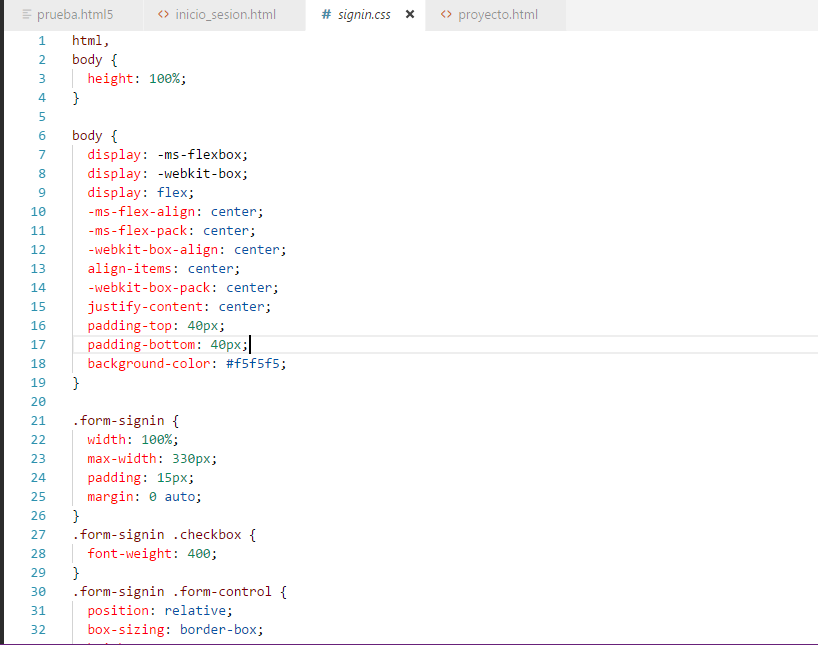 prueba.html5 <> inicio_sesion.html # signin.css × <> proyecto.html
1 html,
2 body {
3 height: 100%;
4 }
5
6 body {
7 display: -ms-flexbox;
8 display: -webkit-box;
9 display: flex;
10 -ms-flex-align: center;
11 -ms-flex-pack: center;
12 -webkit-box-align: center;
13 align-items: center;
14 -webkit-box-pack: center;
15 justify-content: center;
16 padding-top: 40px;
17 padding-bottom: 40px;
18 background-color: #f5f5f5;
19 }
20
21 .form-signin {
22 width: 100%;
23 max-width: 330px;
24 padding: 15px;
25 margin: 0 auto;
26 }
27 .form-signin .checkbox {
28 font-weight: 400;
29 }
30 .form-signin .form-control {
31 position: relative;
32 box-sizing: border-box;